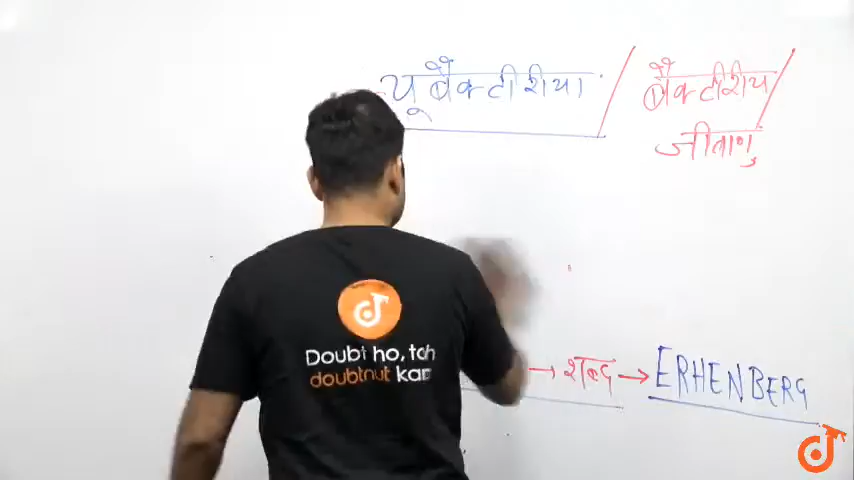 यूबैक्टीरिया / बैक्टीरिया /
जीवाणु
→ शब्द → ERHENBERG
Doubt ho, toh
doubtnut karo